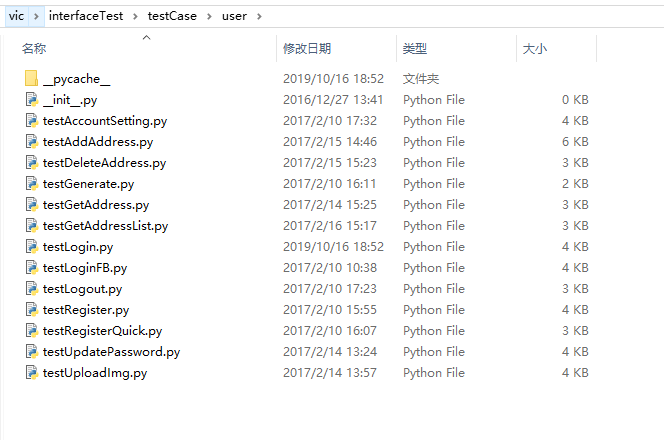 vic › interfaceTest › testCase › user ›
名称 修改日期 类型 大小
__pycache__ 2019/10/16 18:52 文件夹
__init__.py 2016/12/27 13:41 Python File 0 KB
testAccountSetting.py 2017/2/10 17:32 Python File 4 KB
testAddAddress.py 2017/2/15 14:46 Python File 6 KB
testDeleteAddress.py 2017/2/15 15:23 Python File 3 KB
testGenerate.py 2017/2/10 16:11 Python File 2 KB
testGetAddress.py 2017/2/14 15:25 Python File 3 KB
testGetAddressList.py 2017/2/16 15:17 Python File 3 KB
testLogin.py 2019/10/16 18:52 Python File 4 KB
testLoginFB.py 2017/2/10 10:38 Python File 4 KB
testLogout.py 2017/2/10 17:23 Python File 3 KB
testRegister.py 2017/2/10 15:55 Python File 4 KB
testRegisterQuick.py 2017/2/10 16:07 Python File 3 KB
testUpdatePassword.py 2017/2/14 13:24 Python File 4 KB
testUploadImg.py 2017/2/14 13:57 Python File 4 KB